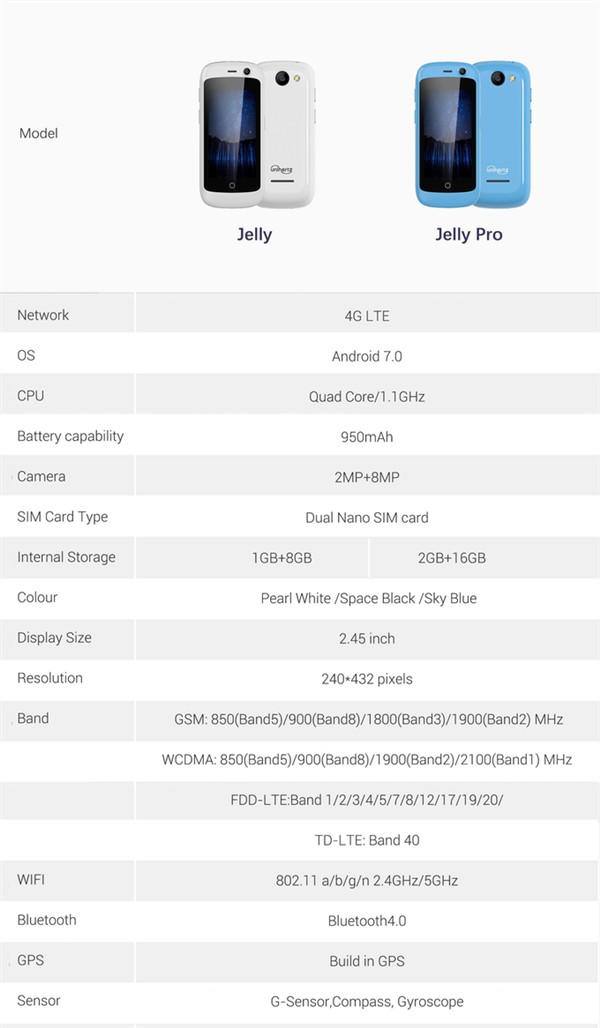 Model
unihertz
unihertz
Jelly
Jelly Pro
Network 4G LTE
OS Android 7.0
CPU Quad Core/1.1GHz
Battery capability 950mAh
Camera 2MP+8MP
SIM Card Type Dual Nano SIM card
Internal Storage 1GB+8GB 2GB+16GB
Colour Pearl White /Space Black /Sky Blue
Display Size 2.45 inch
Resolution 240*432 pixels
Band GSM: 850(Band5)/900(Band8)/1800(Band3)/1900(Band2) MHz
WCDMA: 850(Band5)/900(Band8)/1900(Band2)/2100(Band1) MHz
FDD-LTE:Band 1/2/3/4/5/7/8/12/17/19/20/
TD-LTE: Band 40
WIFI 802.11 a/b/g/n 2.4GHz/5GHz
Bluetooth Bluetooth4.0
GPS Build in GPS
Sensor G-Sensor,Compass, Gyroscope